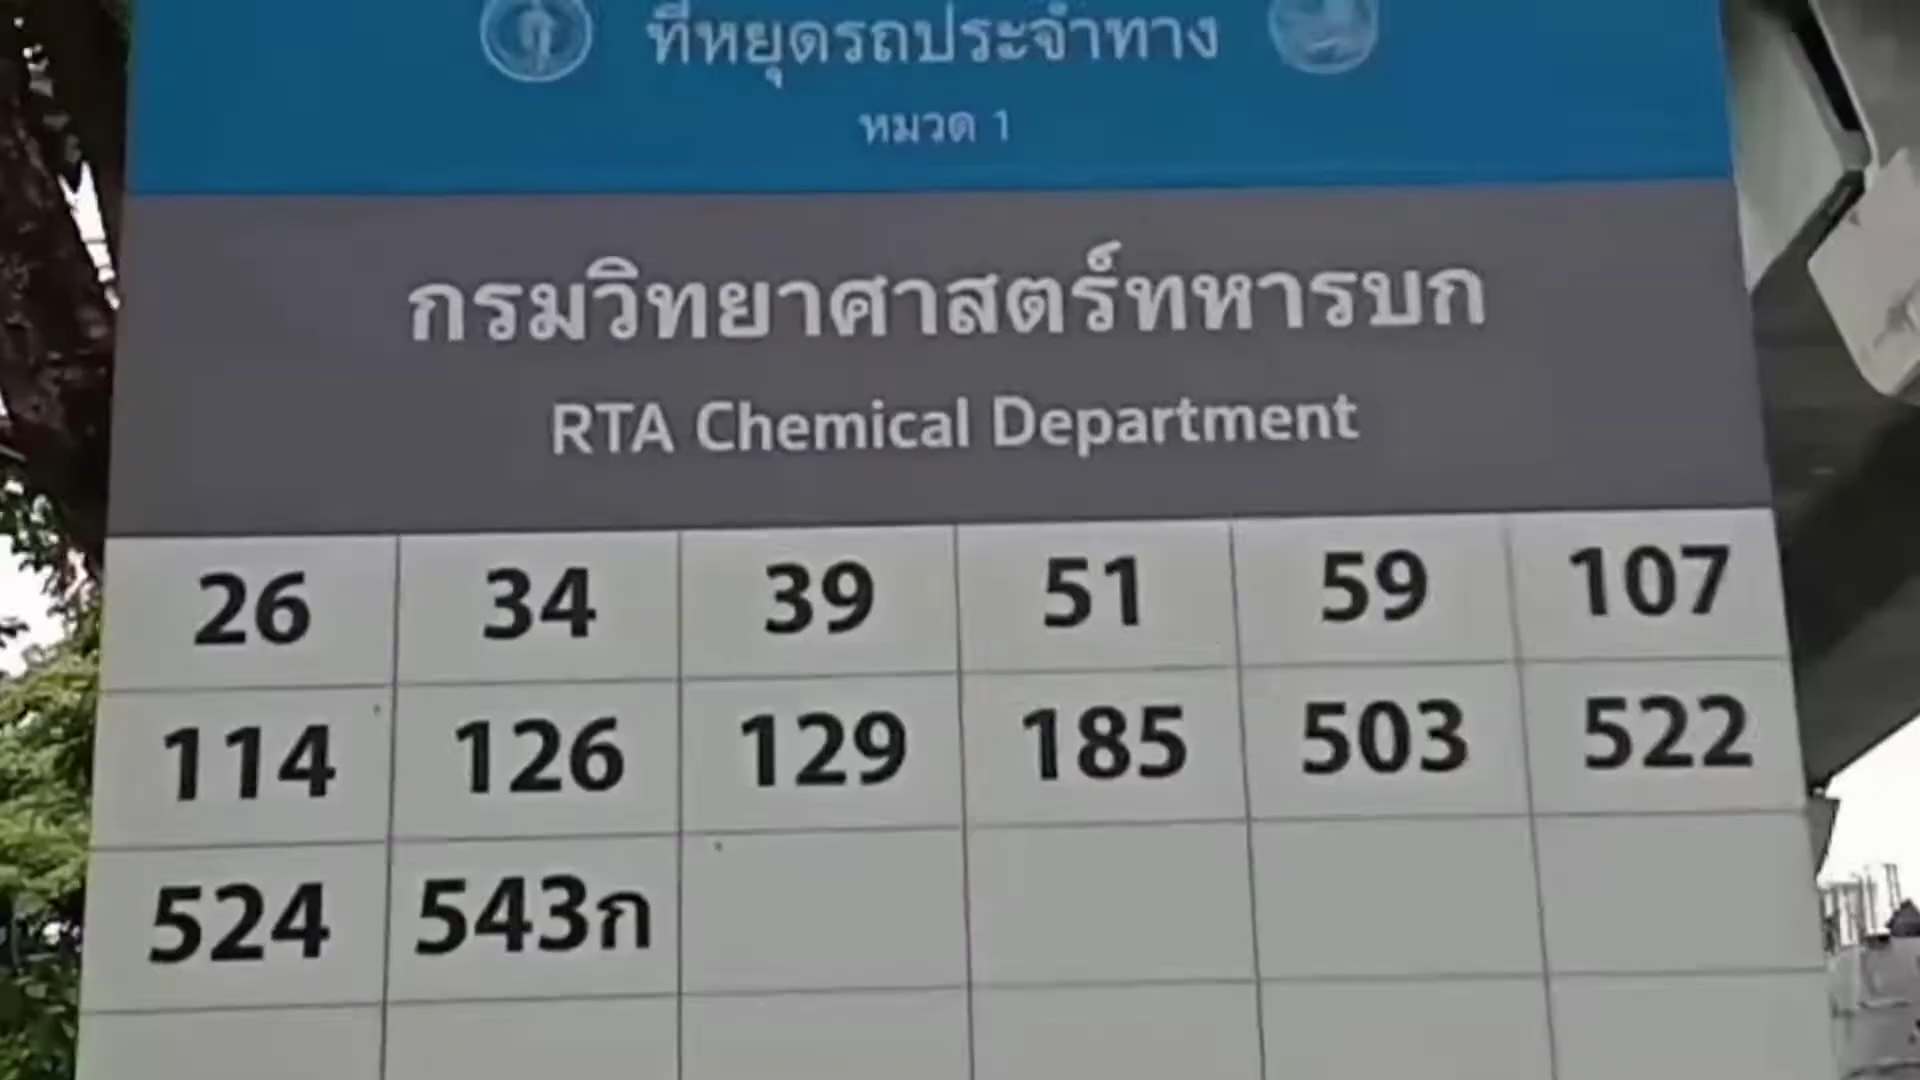 ที่หยุดรถประจำทาง
หมวด 1
กรมวิทยาศาสตร์ทหารบก
RTA Chemical Department
26 34 39 51 59 107
114 126 129 185 503 522
524 543ก